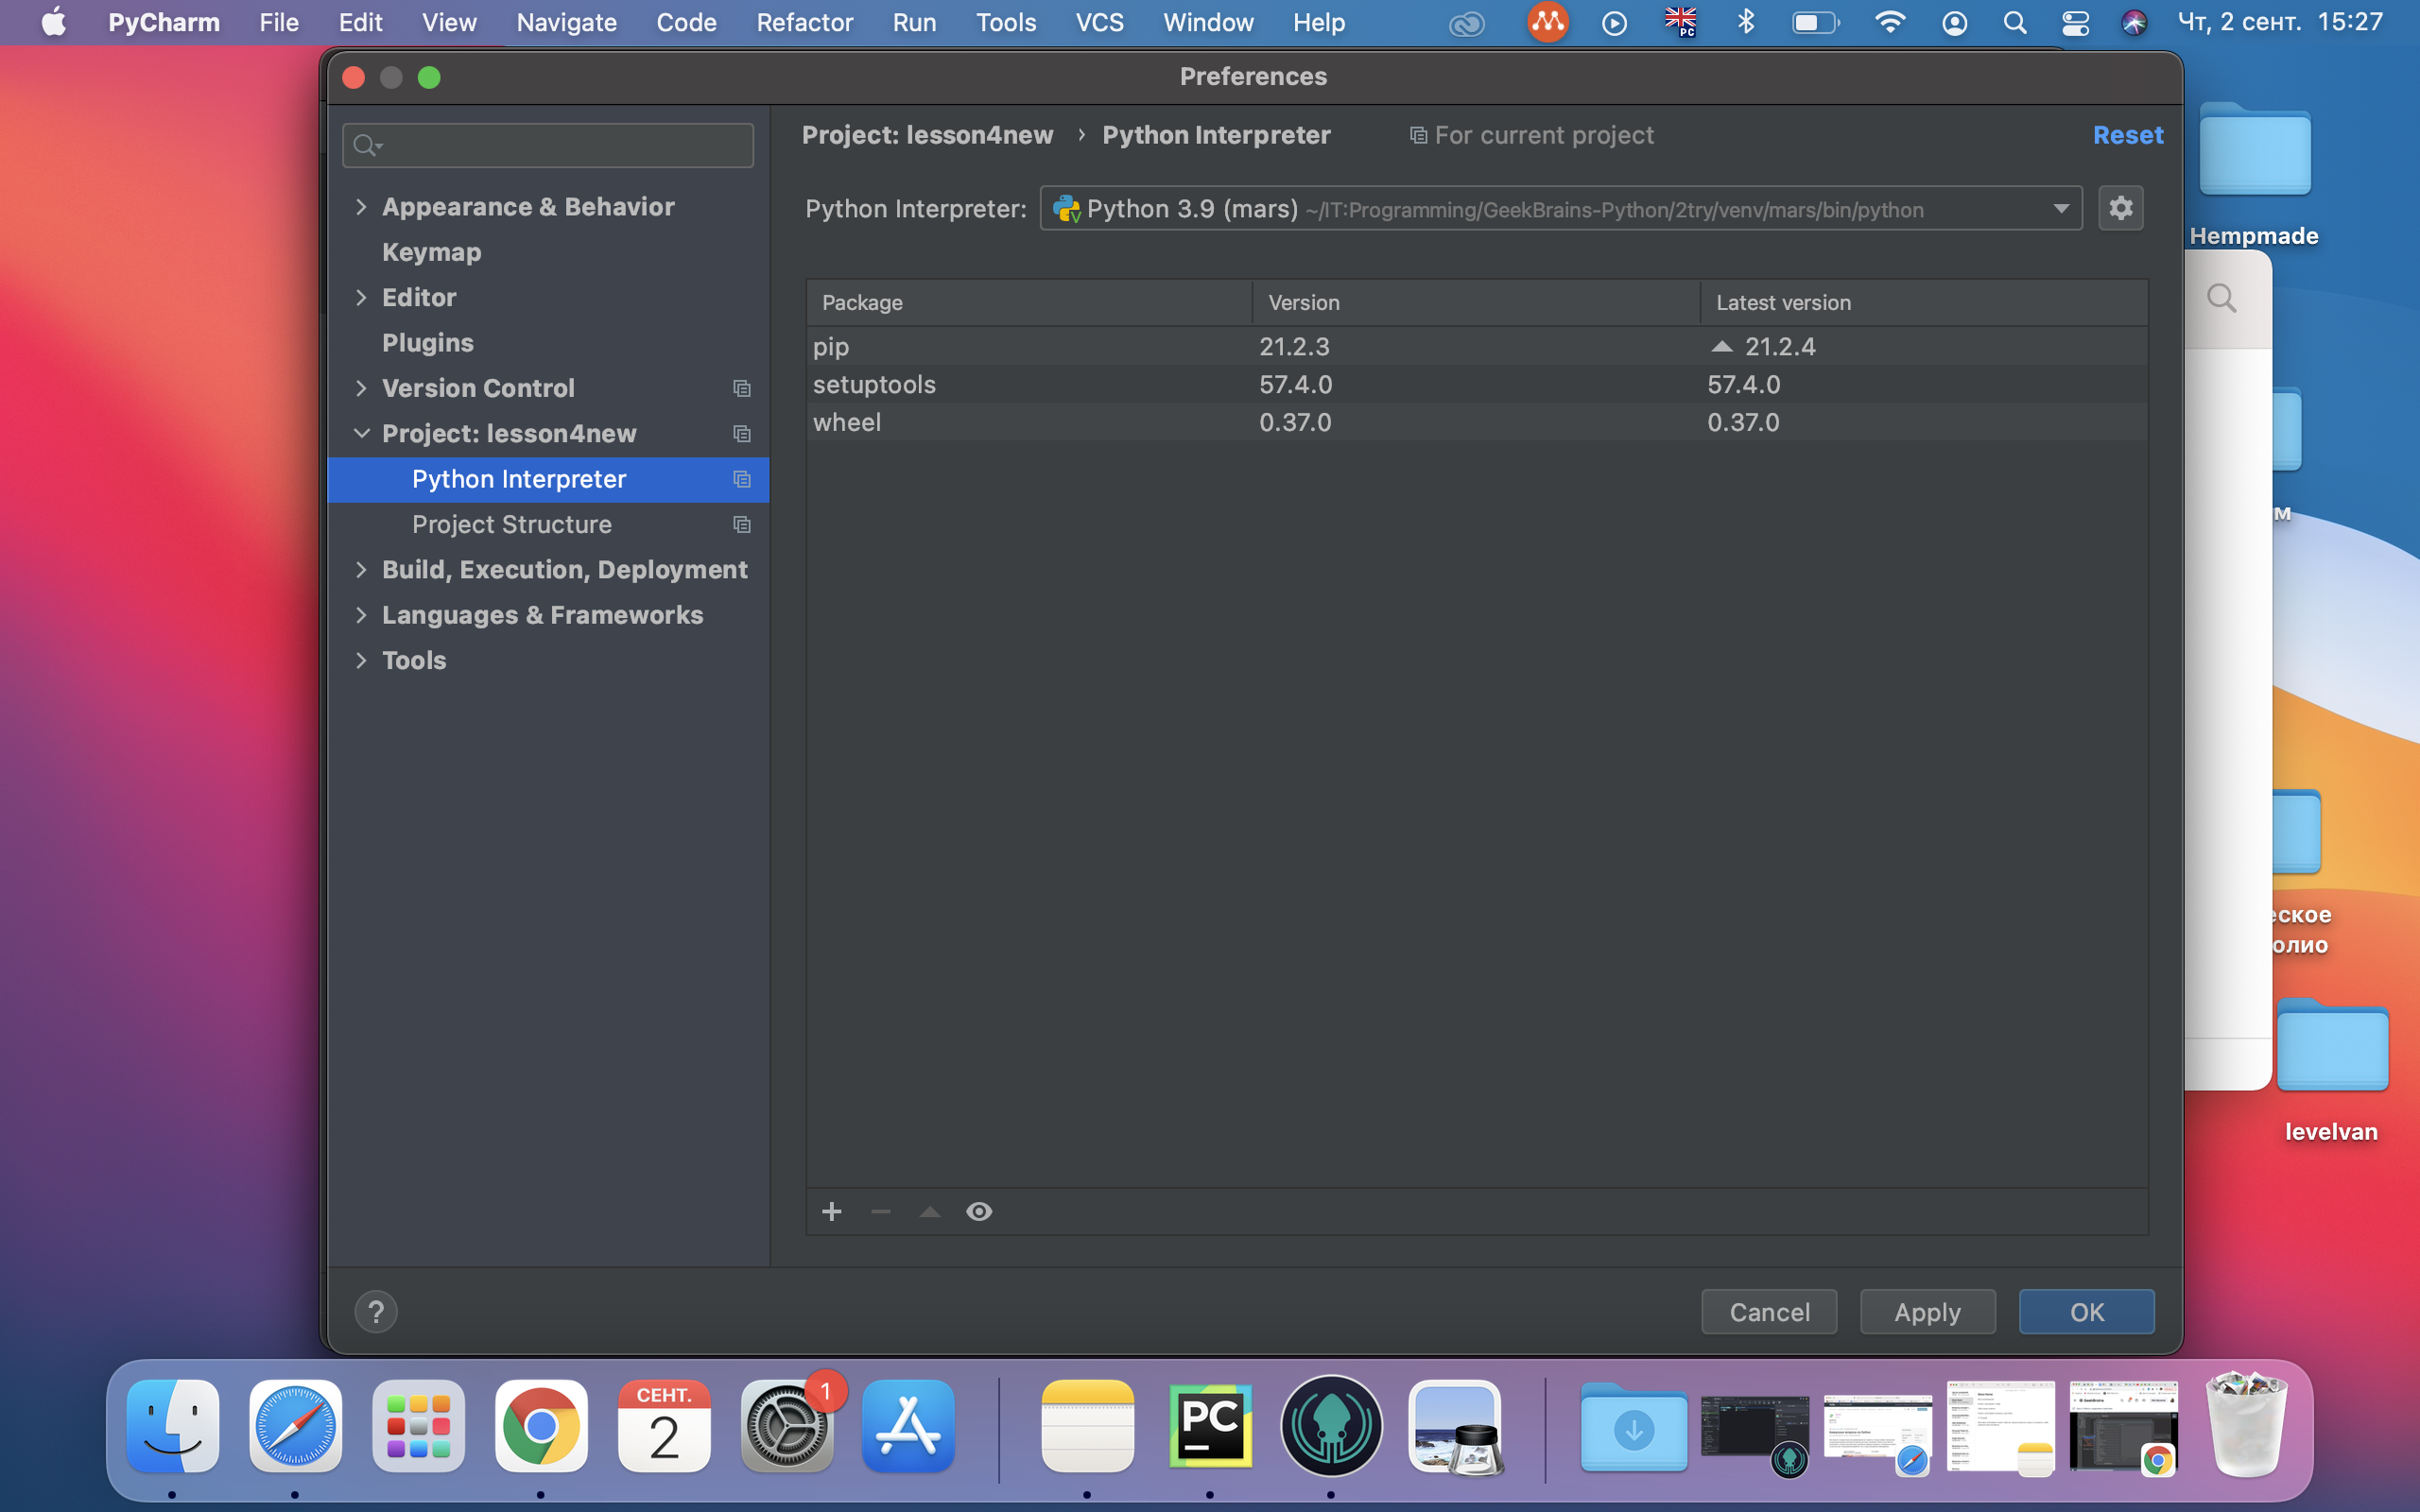 PyCharm File Edit View Navigate Code Refactor Run Tools VCS Window Help PC Чт, 2 сент. 15:27
Preferences
Project: lesson4new › Python Interpreter For current project Reset
Python Interpreter: Python 3.9 (mars) ~/IT:Programming/GeekBrains-Python/2try/venv/mars/bin/python
Appearance & Behavior
Keymap
Editor
Plugins
Version Control
Project: lesson4new
Python Interpreter
Project Structure
Build, Execution, Deployment
Languages & Frameworks
Tools
Package Version Latest version
pip 21.2.3 21.2.4
setuptools 57.4.0 57.4.0
wheel 0.37.0 0.37.0
? Cancel Apply OK
Hempmade
м
еское
олио
levelvan
СЕНТ.
2
1
PC